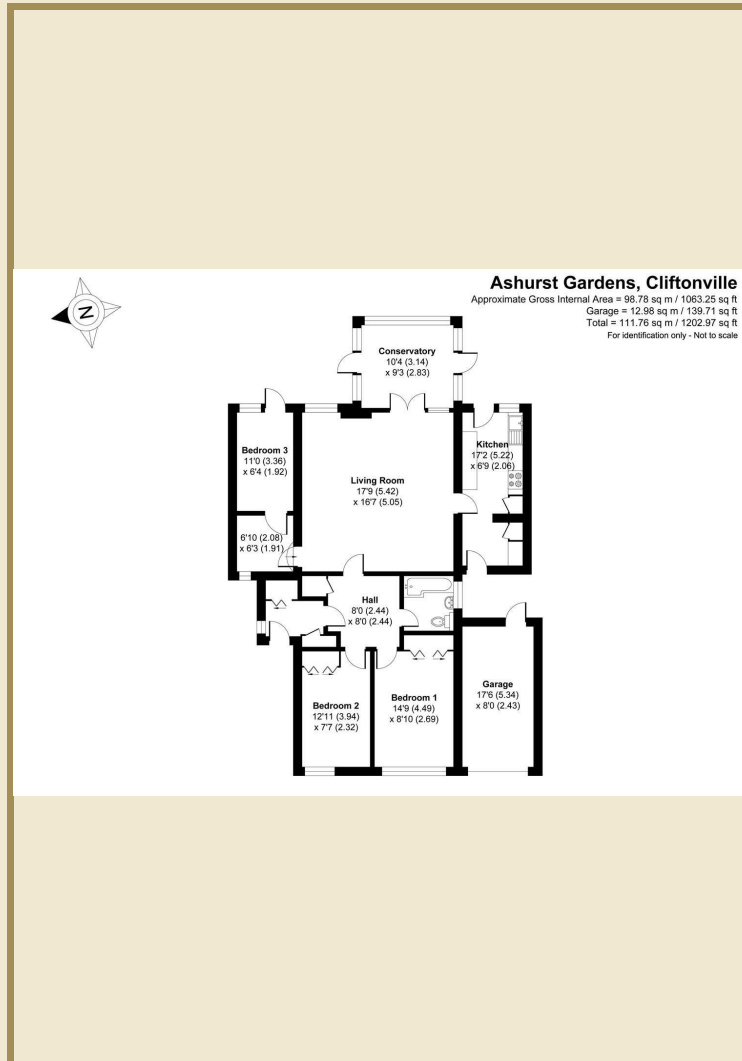 Ashurst Gardens, Cliftonville
Approximate Gross Internal Area = 98.78 sq m / 1063.25 sq ft
Garage = 12.98 sq m / 139.71 sq ft
Total = 111.76 sq m / 1202.97 sq ft
For identification only - Not to scale
N
Conservatory
10'4 (3.14)
x 9'3 (2.83)
Bedroom 3
11'0 (3.36)
x 6'4 (1.92)
Kitchen
17'2 (5.22)
x 6'9 (2.06)
Living Room
17'9 (5.42)
x 16'7 (5.05)
6'10 (2.08)
x 6'3 (1.91)
Hall
8'0 (2.44)
x 8'0 (2.44)
Bedroom 2
12'11 (3.94)
x 7'7 (2.32)
Bedroom 1
14'9 (4.49)
x 8'10 (2.69)
Garage
17'6 (5.34)
x 8'0 (2.43)